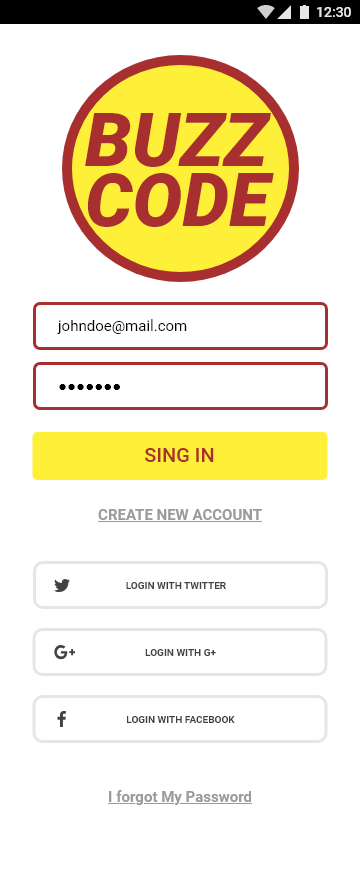 12:30
BUZZ
CODE
johndoe@mail.com
•••••••
SING IN
CREATE NEW ACCOUNT
LOGIN WITH TWITTER
G+ LOGIN WITH G+
f LOGIN WITH FACEBOOK
I forgot My Password